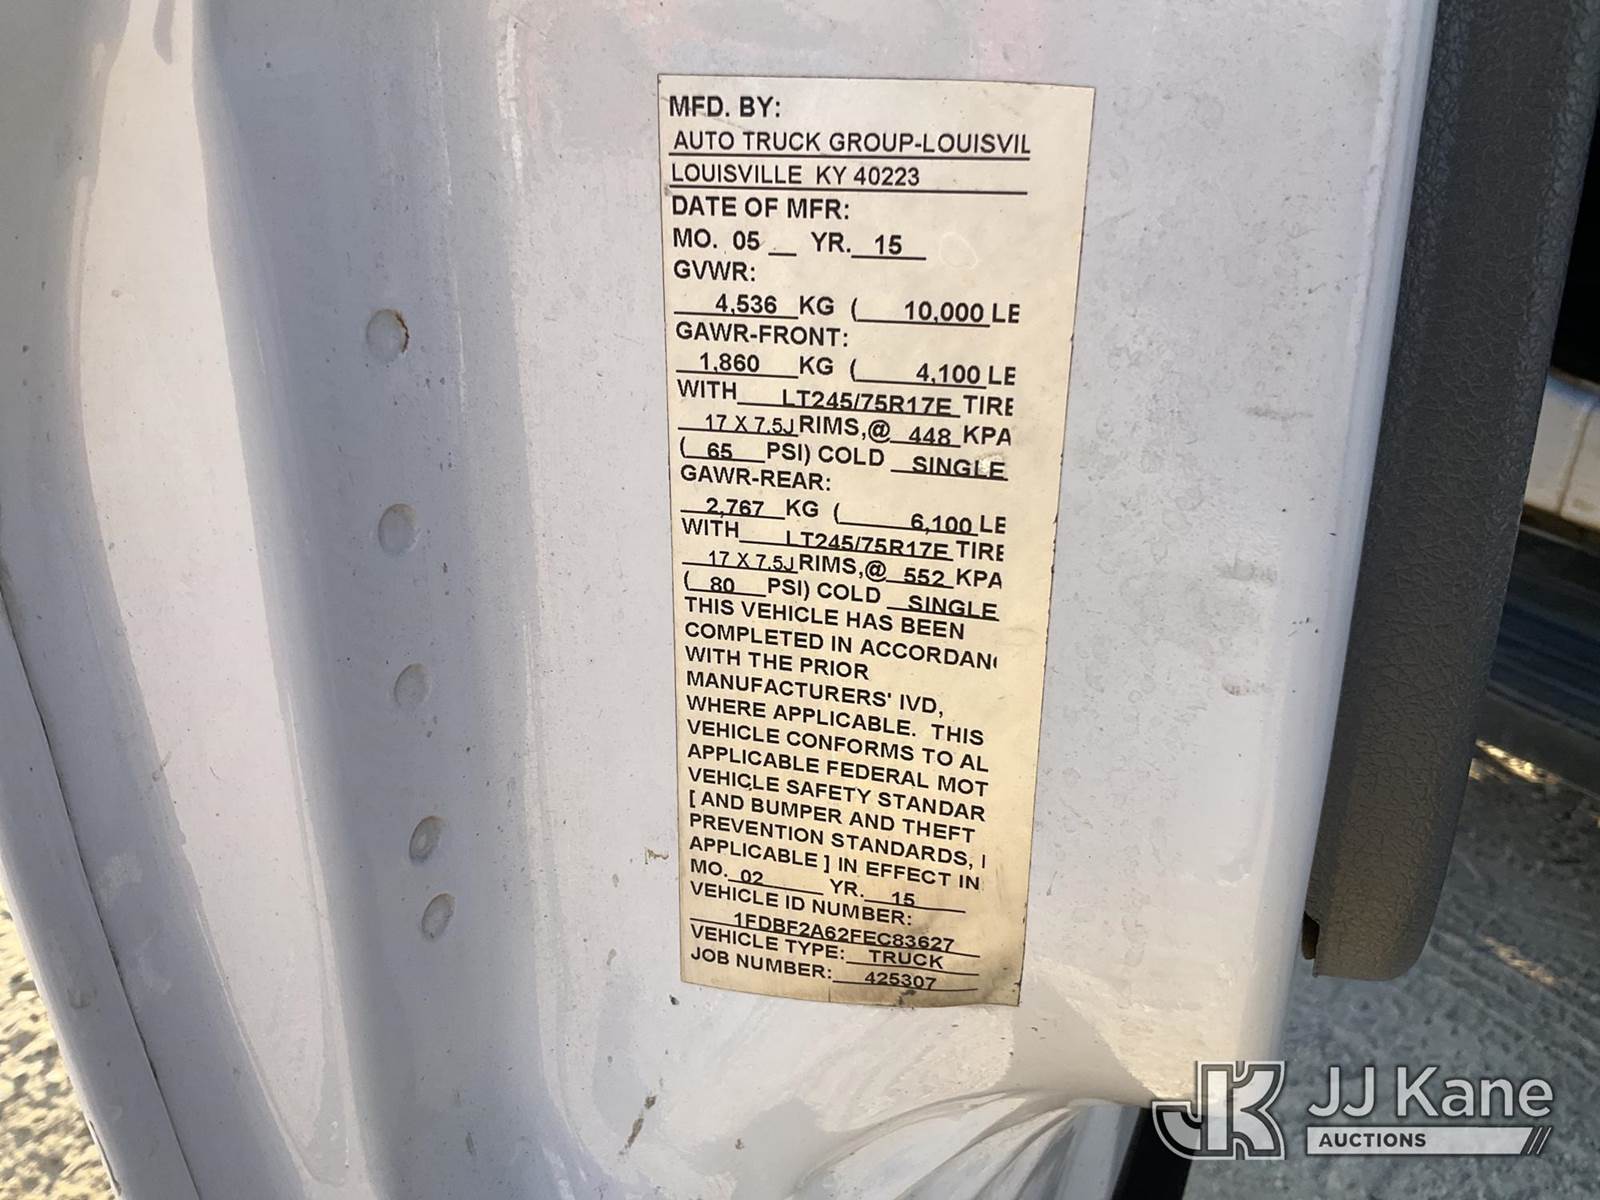 MFD. BY:
AUTO TRUCK GROUP-LOUISVIL
LOUISVILLE KY 40223
DATE OF MFR:
MO. 05 __ YR. 15
GVWR:
4,536 KG ( 10,000 LE
GAWR-FRONT:
1,860 KG ( 4,100 LE
WITH LT245/75R17E TIRE
17 X 7.5J RIMS,@ 448 KPA
( 65 PSI) COLD SINGLE
GAWR-REAR:
2,767 KG ( 6,100 LE
WITH LT245/75R17E TIRE
17 X 7.5J RIMS,@ 552 KPA
( 80 PSI) COLD SINGLE
THIS VEHICLE HAS BEEN
COMPLETED IN ACCORDANC
WITH THE PRIOR
MANUFACTURERS' IVD,
WHERE APPLICABLE. THIS
VEHICLE CONFORMS TO AL
APPLICABLE FEDERAL MOT
VEHICLE SAFETY STANDAR
[ AND BUMPER AND THEFT
PREVENTION STANDARDS, I
APPLICABLE ] IN EFFECT IN
MO. 02 YR. 15
VEHICLE ID NUMBER:
1FDBF2A62FEC83627
VEHICLE TYPE: TRUCK
JOB NUMBER: 425307
JK JJ Kane
AUCTIONS